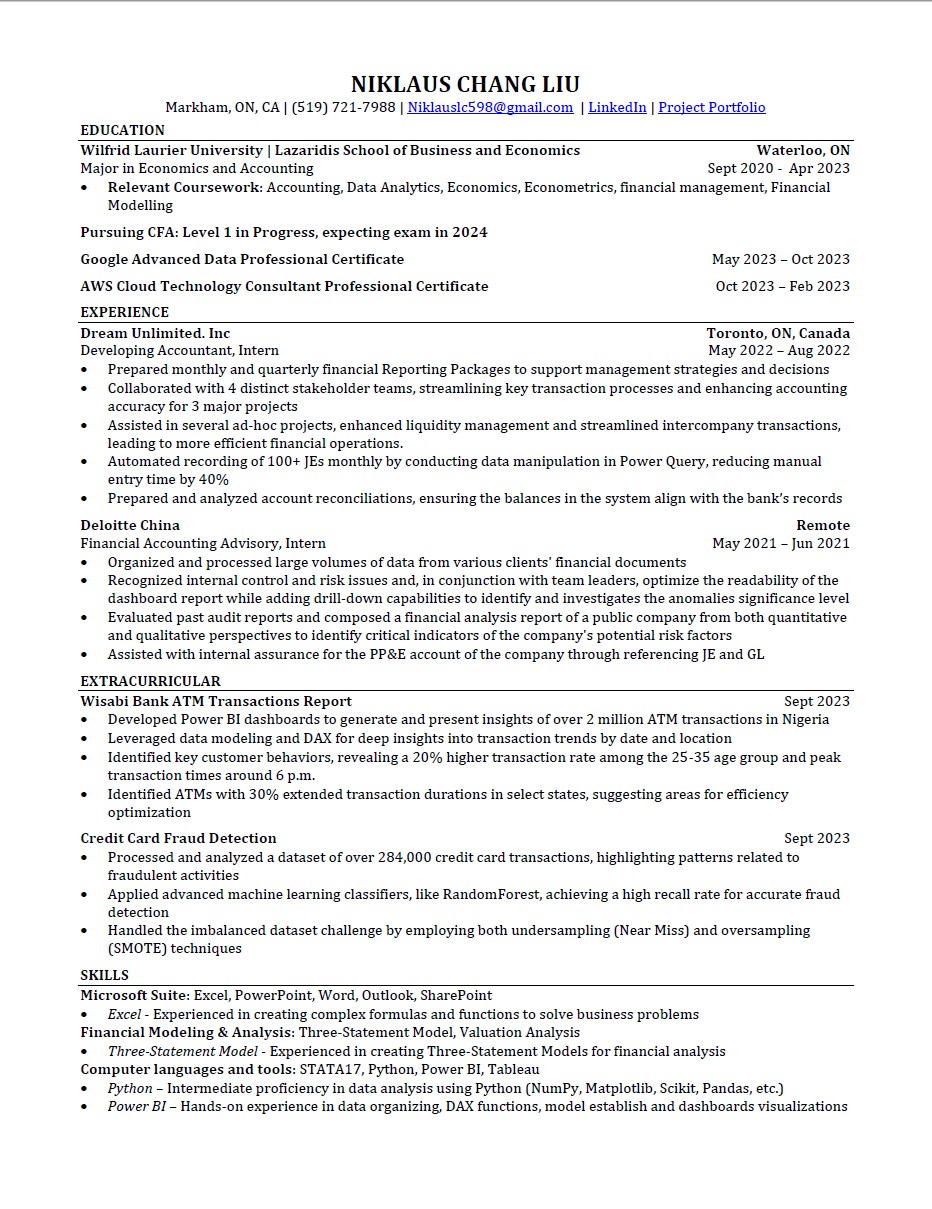 NIKLAUS CHANG LIU
Markham, ON, CA | (519) 721-7988 | Niklauslc598@gmail.com | LinkedIn | Project Portfolio
EDUCATION
Wilfrid Laurier University | Lazaridis School of Business and Economics Waterloo, ON
Major in Economics and Accounting Sept 2020 - Apr 2023
• Relevant Coursework: Accounting, Data Analytics, Economics, Econometrics, financial management, Financial
Modelling
Pursuing CFA: Level 1 in Progress, expecting exam in 2024
Google Advanced Data Professional Certificate May 2023 – Oct 2023
AWS Cloud Technology Consultant Professional Certificate Oct 2023 – Feb 2023
EXPERIENCE
Dream Unlimited. Inc Toronto, ON, Canada
Developing Accountant, Intern May 2022 – Aug 2022
• Prepared monthly and quarterly financial Reporting Packages to support management strategies and decisions
• Collaborated with 4 distinct stakeholder teams, streamlining key transaction processes and enhancing accounting
accuracy for 3 major projects
• Assisted in several ad-hoc projects, enhanced liquidity management and streamlined intercompany transactions,
leading to more efficient financial operations.
• Automated recording of 100+ JEs monthly by conducting data manipulation in Power Query, reducing manual
entry time by 40%
• Prepared and analyzed account reconciliations, ensuring the balances in the system align with the bank’s records
Deloitte China Remote
Financial Accounting Advisory, Intern May 2021 – Jun 2021
• Organized and processed large volumes of data from various clients' financial documents
• Recognized internal control and risk issues and, in conjunction with team leaders, optimize the readability of the
dashboard report while adding drill-down capabilities to identify and investigates the anomalies significance level
• Evaluated past audit reports and composed a financial analysis report of a public company from both quantitative
and qualitative perspectives to identify critical indicators of the company's potential risk factors
• Assisted with internal assurance for the PP&E account of the company through referencing JE and GL
EXTRACURRICULAR
Wisabi Bank ATM Transactions Report Sept 2023
• Developed Power BI dashboards to generate and present insights of over 2 million ATM transactions in Nigeria
• Leveraged data modeling and DAX for deep insights into transaction trends by date and location
• Identified key customer behaviors, revealing a 20% higher transaction rate among the 25-35 age group and peak
transaction times around 6 p.m.
• Identified ATMs with 30% extended transaction durations in select states, suggesting areas for efficiency
optimization
Credit Card Fraud Detection Sept 2023
• Processed and analyzed a dataset of over 284,000 credit card transactions, highlighting patterns related to
fraudulent activities
• Applied advanced machine learning classifiers, like RandomForest, achieving a high recall rate for accurate fraud
detection
• Handled the imbalanced dataset challenge by employing both undersampling (Near Miss) and oversampling
(SMOTE) techniques
SKILLS
Microsoft Suite: Excel, PowerPoint, Word, Outlook, SharePoint
• Excel - Experienced in creating complex formulas and functions to solve business problems
Financial Modeling & Analysis: Three-Statement Model, Valuation Analysis
• Three-Statement Model - Experienced in creating Three-Statement Models for financial analysis
Computer languages and tools: STATA17, Python, Power BI, Tableau
• Python – Intermediate proficiency in data analysis using Python (NumPy, Matplotlib, Scikit, Pandas, etc.)
• Power BI – Hands-on experience in data organizing, DAX functions, model establish and dashboards visualizations